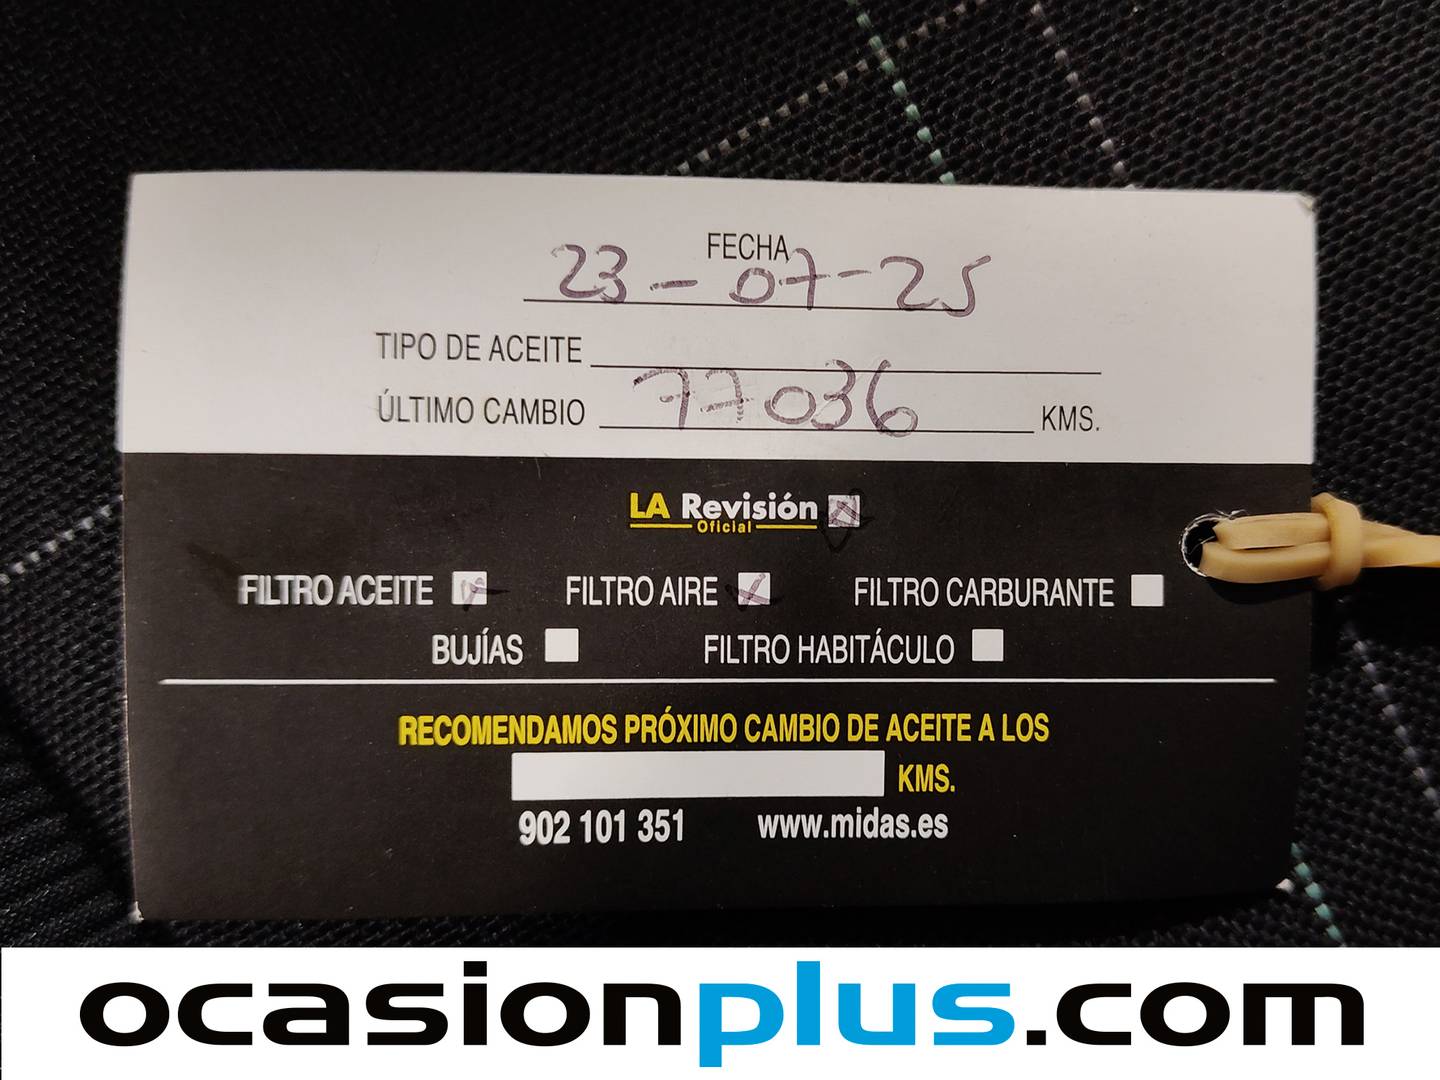 FECHA
23-07-25
TIPO DE ACEITE
ÚLTIMO CAMBIO 77036 KMS.
LA Revisión
Oficial
FILTRO ACEITE FILTRO AIRE FILTRO CARBURANTE
BUJÍAS FILTRO HABITÁCULO
RECOMENDAMOS PRÓXIMO CAMBIO DE ACEITE A LOS
KMS.
902 101 351 www.midas.es
ocasionplus.com